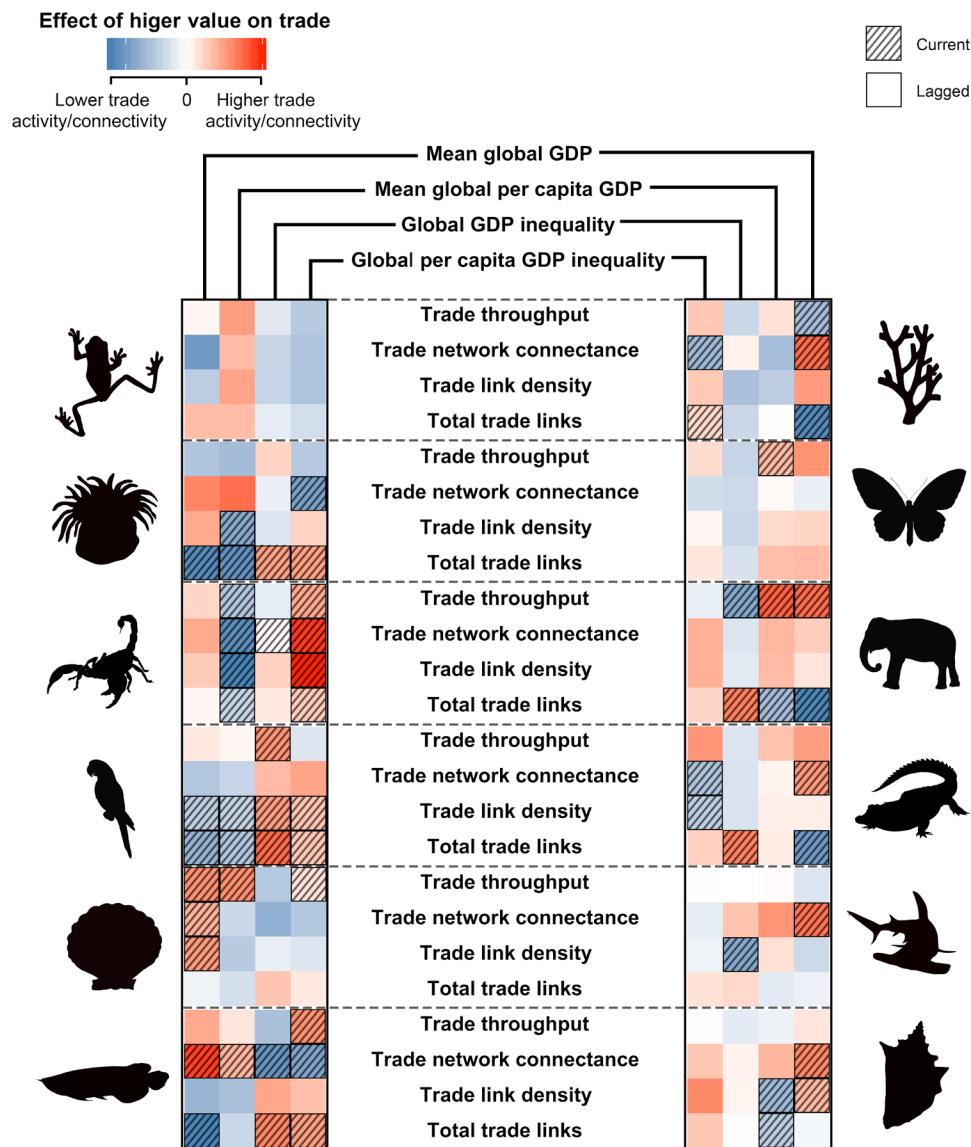 Effect of higer value on trade
Lower trade activity/connectivity
0
Higher trade activity/connectivity
Current
Lagged
Mean global GDP
Mean global per capita GDP
Global GDP inequality
Global per capita GDP inequality
Trade throughput
Trade network connectance
Trade link density
Total trade links
Trade throughput
Trade network connectance
Trade link density
Total trade links
Trade throughput
Trade network connectance
Trade link density
Total trade links
Trade throughput
Trade network connectance
Trade link density
Total trade links
Trade throughput
Trade network connectance
Trade link density
Total trade links
Trade throughput
Trade network connectance
Trade link density
Total trade links